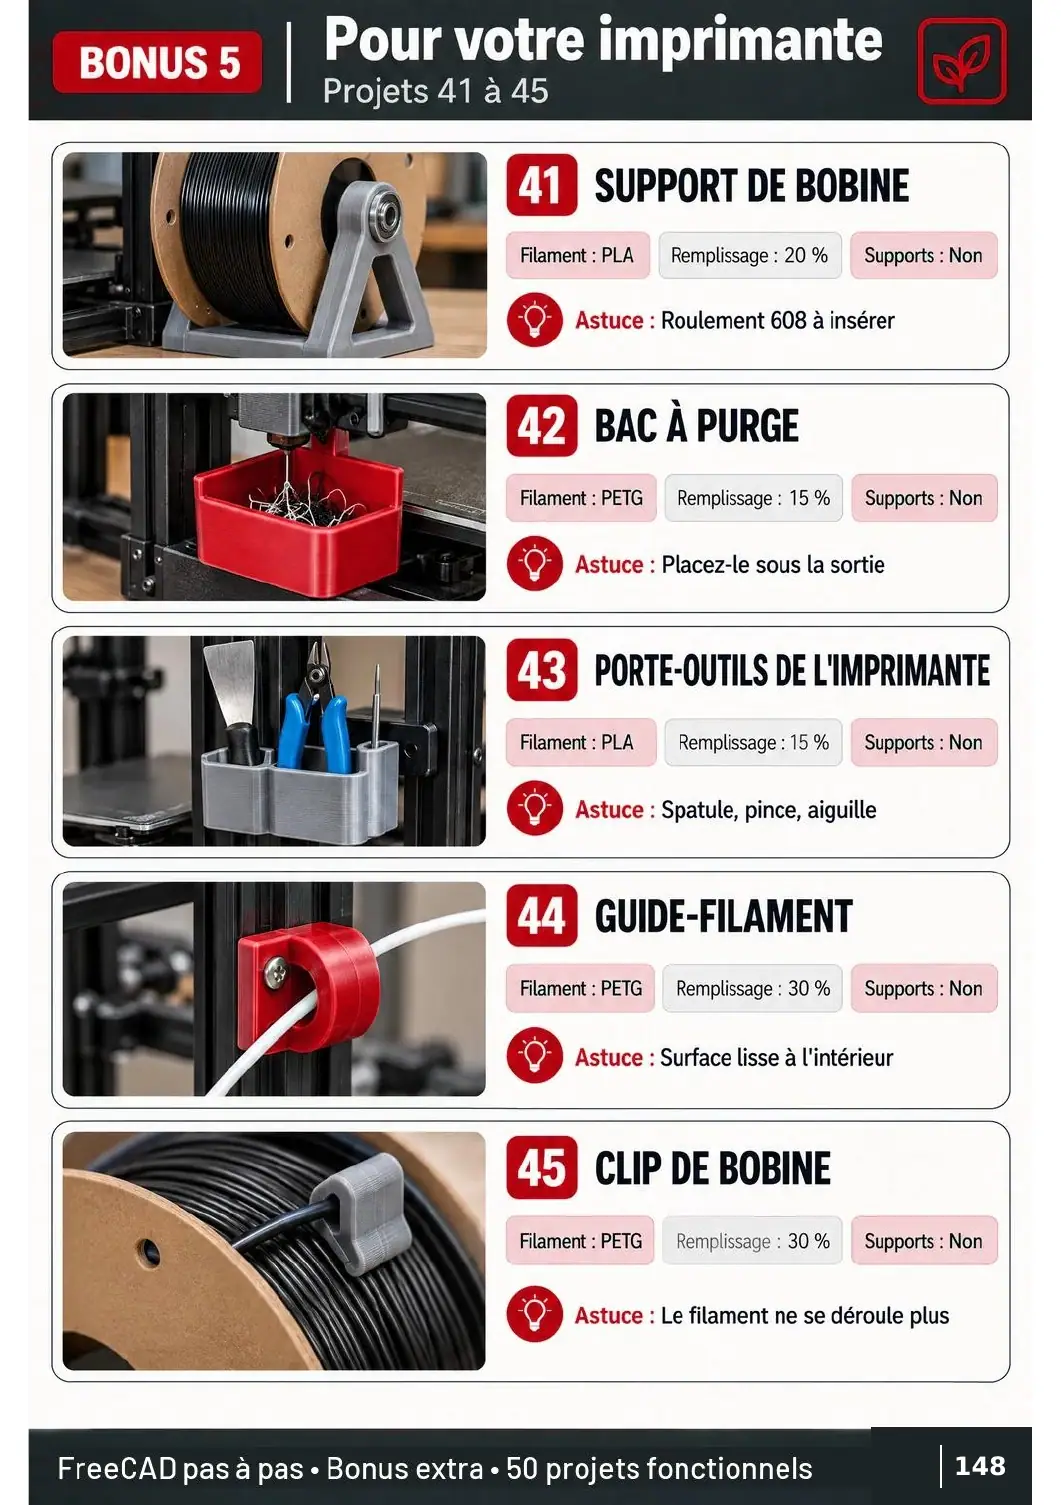 BONUS 5
Pour votre imprimante
Projets 41 à 45
41 SUPPORT DE BOBINE
Filament : PLA Remplissage : 20 % Supports : Non
Astuce : Roulement 608 à insérer
42 BAC À PURGE
Filament : PETG Remplissage : 15 % Supports : Non
Astuce : Placez-le sous la sortie
43 PORTE-OUTILS DE L'IMPRIMANTE
Filament : PLA Remplissage : 15 % Supports : Non
Astuce : Spatule, pince, aiguille
44 GUIDE-FILAMENT
Filament : PETG Remplissage : 30 % Supports : Non
Astuce : Surface lisse à l'intérieur
45 CLIP DE BOBINE
Filament : PETG Remplissage : 30 % Supports : Non
Astuce : Le filament ne se déroule plus
FreeCAD pas à pas • Bonus extra • 50 projets fonctionnels 148